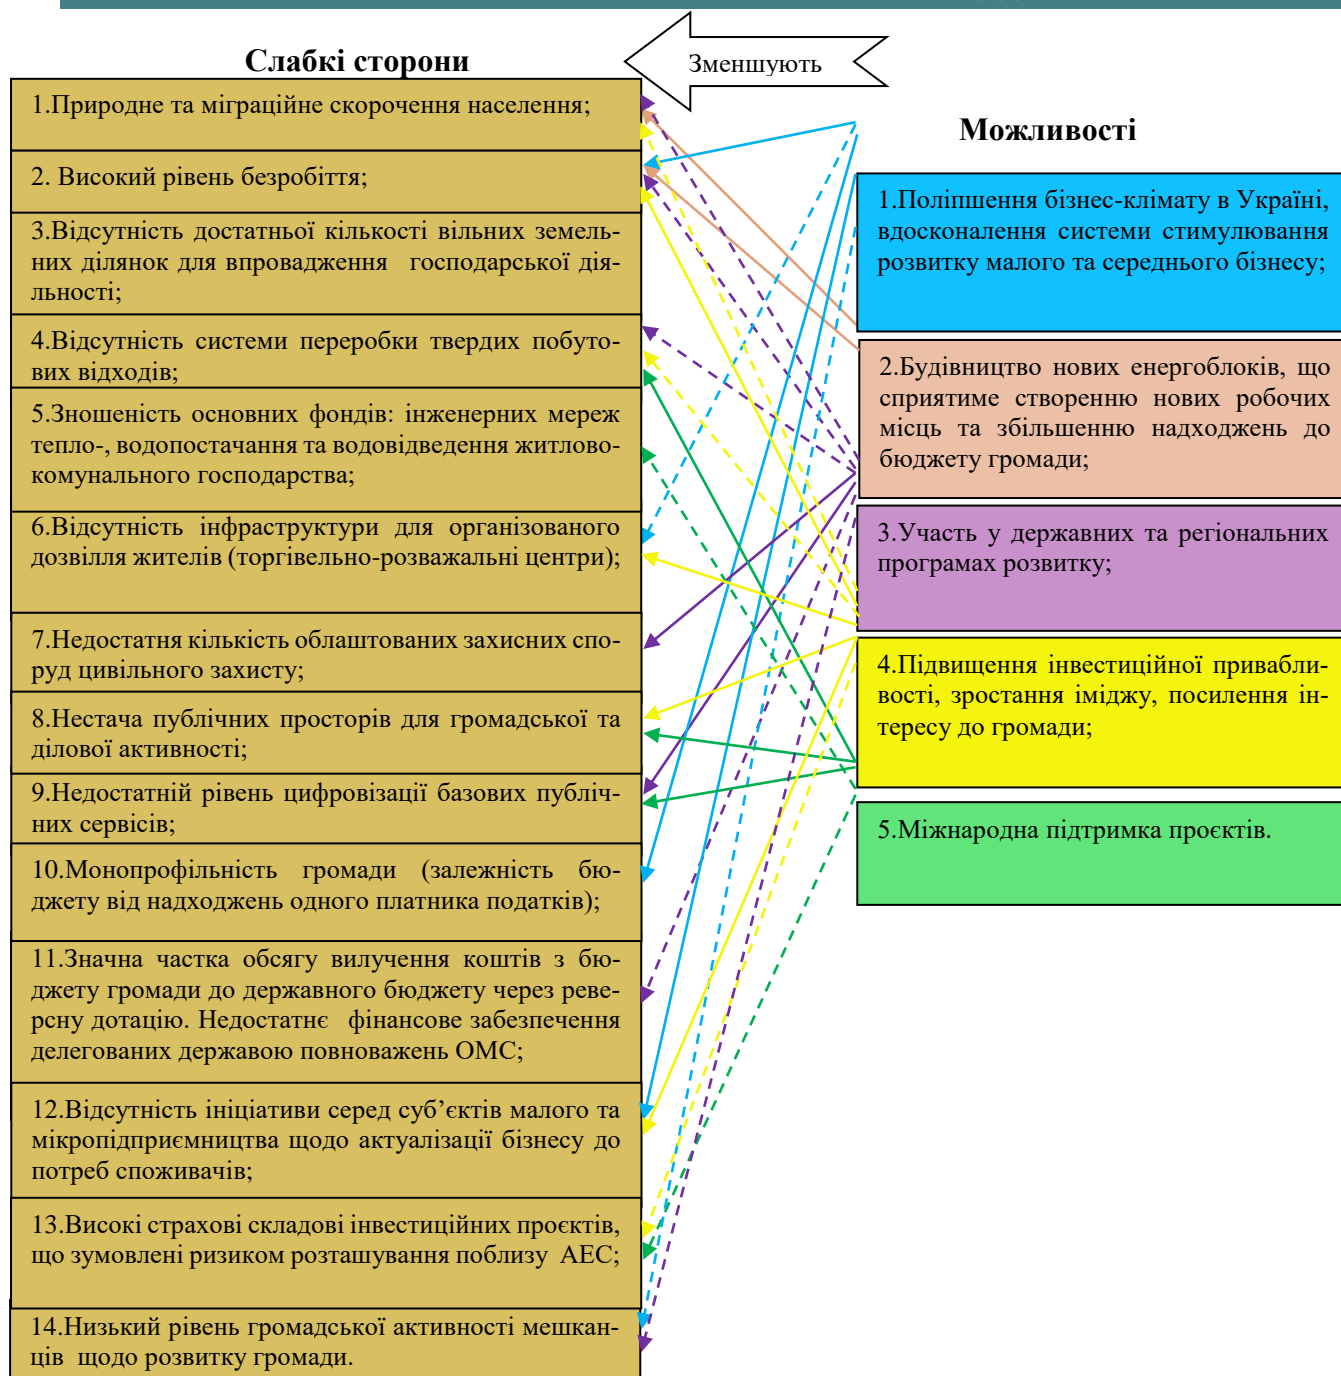 Слабкі сторони
Зменшують
1.Природне та міграційне скорочення населення;
2. Високий рівень безробіття;
3.Відсутність достатньої кількості вільних земель-
них ділянок для впровадження господарської дія-
льності;
4.Відсутність системи переробки твердих побуто-
вих відходів;
5.Зношеність основних фондів: інженерних мереж
тепло-, водопостачання та водовідведення житлово-
комунального господарства;
6.Відсутність інфраструктури для організованого
дозвілля жителів (торгівельно-розважальні центри);
7.Недостатня кількість облаштованих захисних спо-
руд цивільного захисту;
8.Нестача публічних просторів для громадської та
ділової активності;
9.Недостатній рівень цифровізації базових публіч-
них сервісів;
10.Монопрофільність громади (залежність бю-
джету від надходжень одного платника податків);
11.Значна частка обсягу вилучення коштів з бю-
джету громади до державного бюджету через реве-
рсну дотацію. Недостатнє фінансове забезпечення
делегованих державою повноважень ОМС;
12.Відсутність ініціативи серед суб’єктів малого та
мікропідприємництва щодо актуалізації бізнесу до
потреб споживачів;
13.Високі страхові складові інвестиційних проєктів,
що зумовлені ризиком розташування поблизу АЕС;
14.Низький рівень громадської активності мешкан-
ців щодо розвитку громади.
Можливості
1.Поліпшення бізнес-клімату в Україні,
вдосконалення системи стимулювання
розвитку малого та середнього бізнесу;
2.Будівництво нових енергоблоків, що
сприятиме створенню нових робочих
місць та збільшенню надходжень до
бюджету громади;
3.Участь у державних та регіональних
програмах розвитку;
4.Підвищення інвестиційної привабли-
вості, зростання іміджу, посилення ін-
тересу до громади;
5.Міжнародна підтримка проєктів.